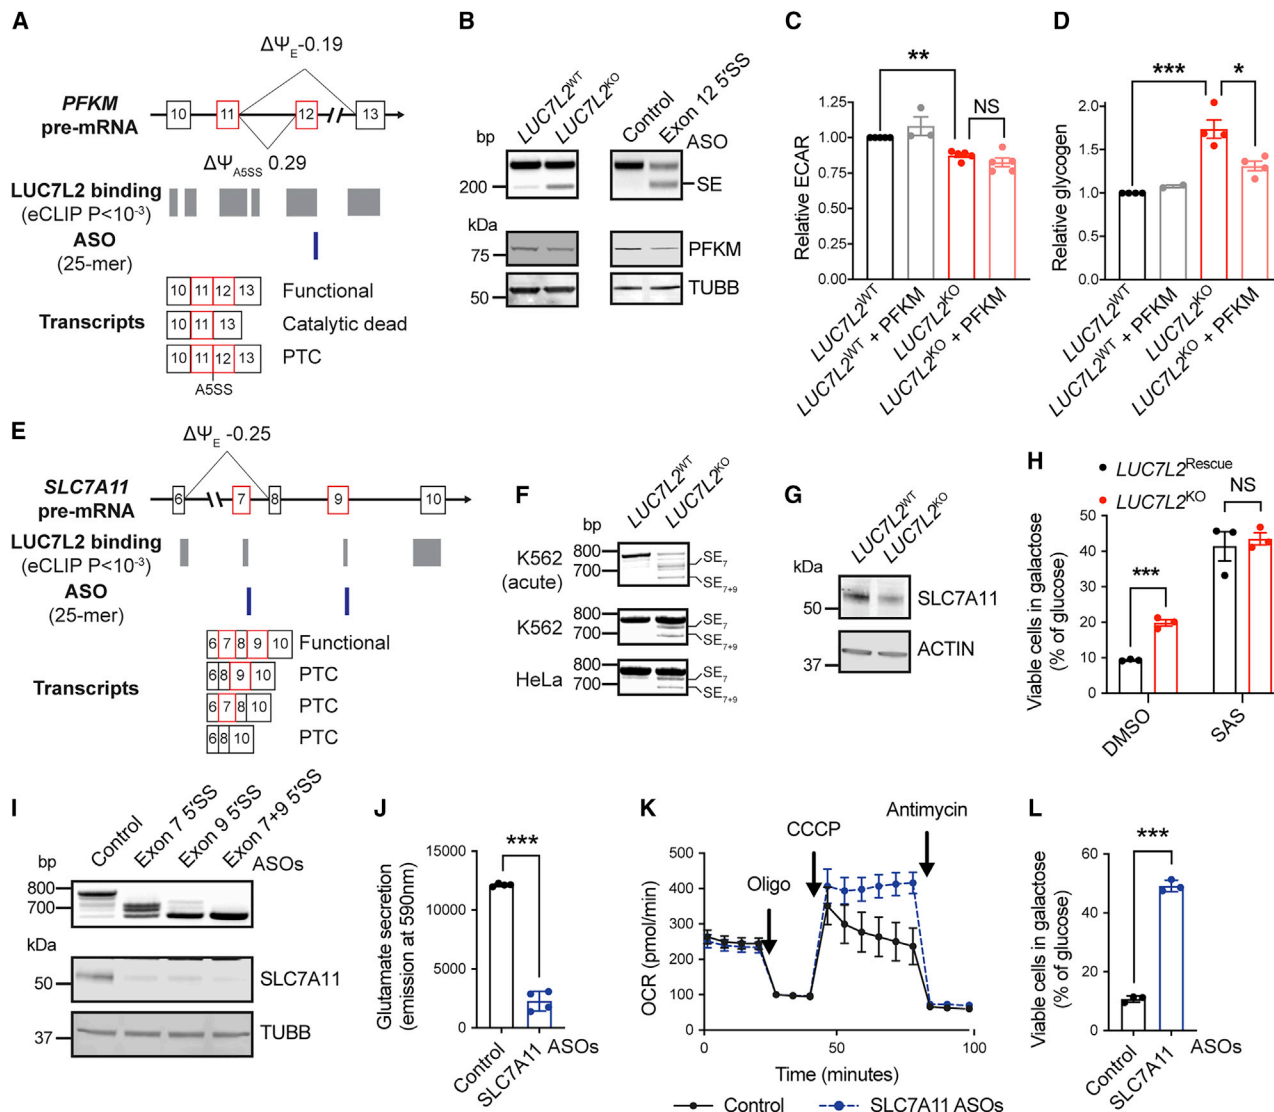 A
ΔΨE-0.19
PFKM
pre-mRNA
10 11 12 13
ΔΨA5SS 0.29
LUC7L2 binding
(eCLIP P<10-3)
ASO
(25-mer)
Transcripts
10 11 12 13 Functional
10 11 13 Catalytic dead
10 11 12 13 PTC
A5SS
B
LUC7L2WT
LUC7L2KO
Control
Exon 12 5'SS
ASO
bp
200
SE
kDa
75
PFKM
50
TUBB
C
**
NS
Relative ECAR
1.25
1.00
0.75
0.50
0.25
0.00
LUC7L2WT
LUC7L2WT + PFKM
LUC7L2KO
LUC7L2KO + PFKM
D
***
*
Relative glycogen
2.0
1.5
1.0
0.5
0.0
LUC7L2WT
LUC7L2WT + PFKM
LUC7L2KO
LUC7L2KO + PFKM
E
ΔΨE -0.25
SLC7A11
pre-mRNA
6 7 8 9 10
LUC7L2 binding
(eCLIP P<10-3)
ASO
(25-mer)
Transcripts
6 7 8 9 10 Functional
6 8 9 10 PTC
6 7 8 10 PTC
6 8 10 PTC
F
LUC7L2WT
LUC7L2KO
bp
K562
(acute)
800
700
SE7
SE7+9
K562
800
700
SE7
SE7+9
HeLa
800
700
SE7
SE7+9
G
LUC7L2WT
LUC7L2KO
kDa
50
SLC7A11
37
ACTIN
H
LUC7L2Rescue
LUC7L2KO
NS
***
Viable cells in galactose
(% of glucose)
50
40
30
20
10
0
DMSO
SAS
I
Control
Exon 7 5'SS
Exon 9 5'SS
Exon 7+9 5'SS
ASOs
bp
800
700
kDa
50
SLC7A11
37
TUBB
J
***
Glutamate secretion
(emission at 590nm)
15000
10000
5000
0
Control
SLC7A11
ASOs
K
Oligo
CCCP
Antimycin
OCR (pmol/min)
500
400
300
200
100
0
0 50 100
Time (minutes)
Control
SLC7A11 ASOs
L
***
Viable cells in galactose
(% of glucose)
60
40
20
0
Control
SLC7A11
ASOs